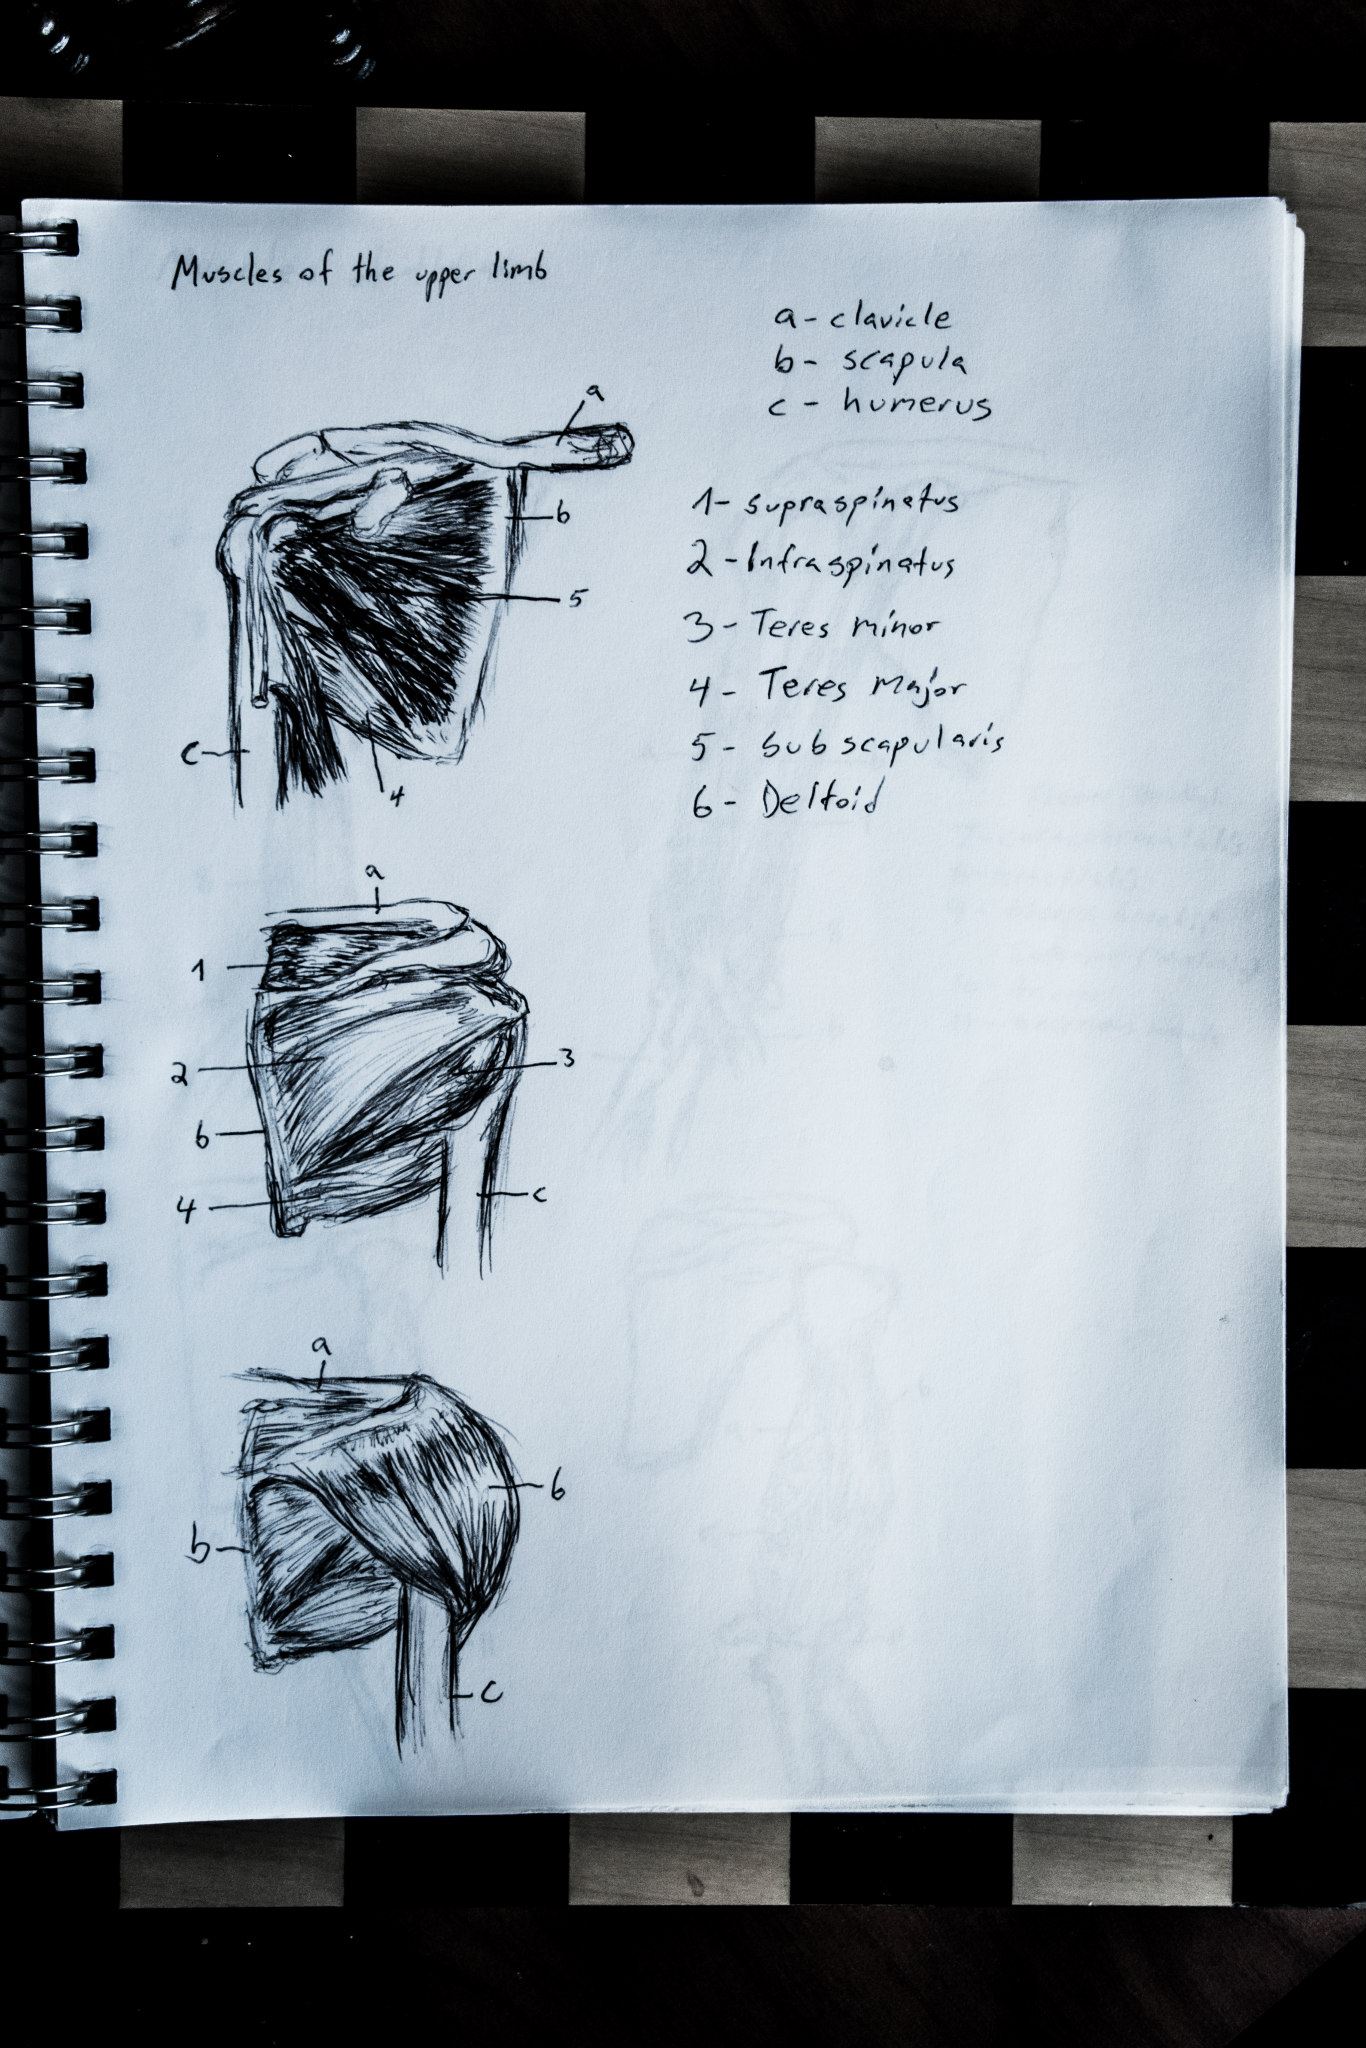 Muscles of the upper limb
a - clavicle
b - scapula
c - humerus
a
b
5
c
4
1 - supraspinatus
2 - Infraspinatus
3 - Teres minor
4 - Teres Major
5 - Subscapularis
6 - Deltoid
a
1
2
3
6
4
c
a
6
b
c